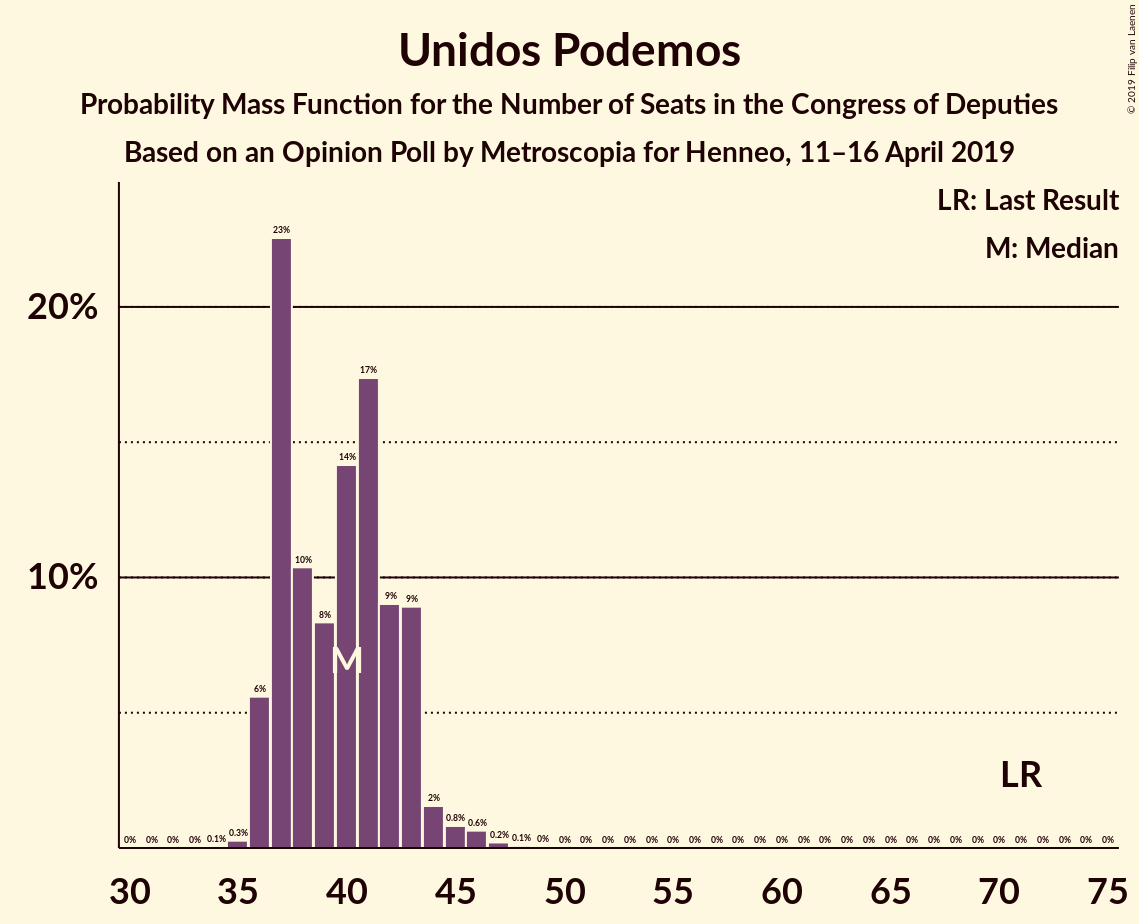 Unidos Podemos
Probability Mass Function for the Number of Seats in the Congress of Deputies
Based on an Opinion Poll by Metroscopia for Henneo, 11–16 April 2019
© 2019 Filip van Laenen
LR: Last Result
M: Median
20%
10%
0% 0% 0% 0% 0.1% 0.3% 6% 23% 10% 8% 14% 17% 9% 9% 2% 0.8% 0.6% 0.2% 0.1% 0% 0% 0% 0% 0% 0% 0% 0% 0% 0% 0% 0% 0% 0% 0% 0% 0% 0% 0% 0% 0% 0% 0% 0% 0% 0% 0%
M
LR
30 35 40 45 50 55 60 65 70 75